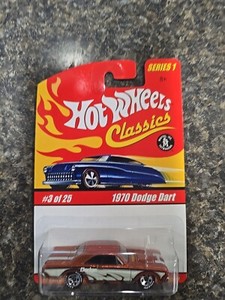 SERIES 1
Hot Wheels
Classics
#3 of 25
1970 Dodge Dart